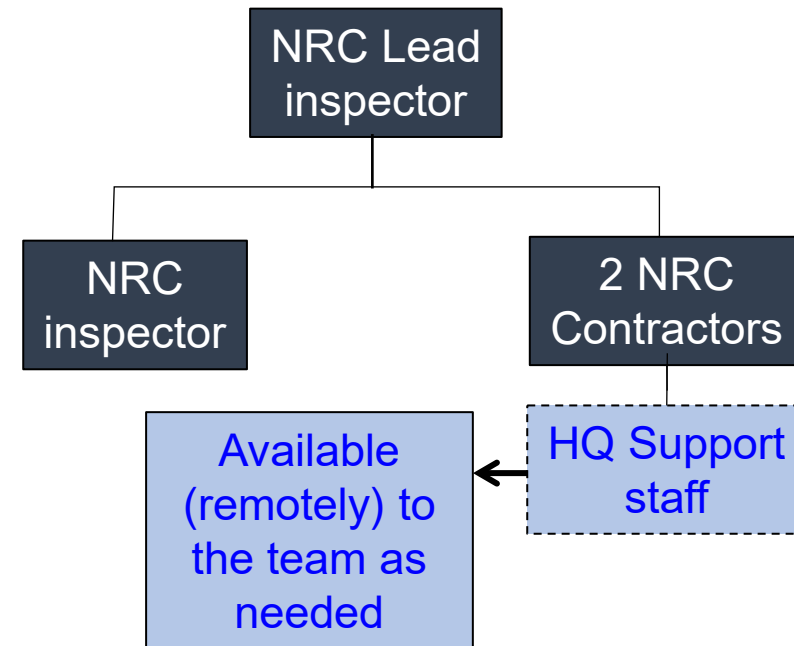 NRC Lead
inspector
NRC
inspector
2 NRC
Contractors
HQ Support
staff
Available
(remotely) to
the team as
needed